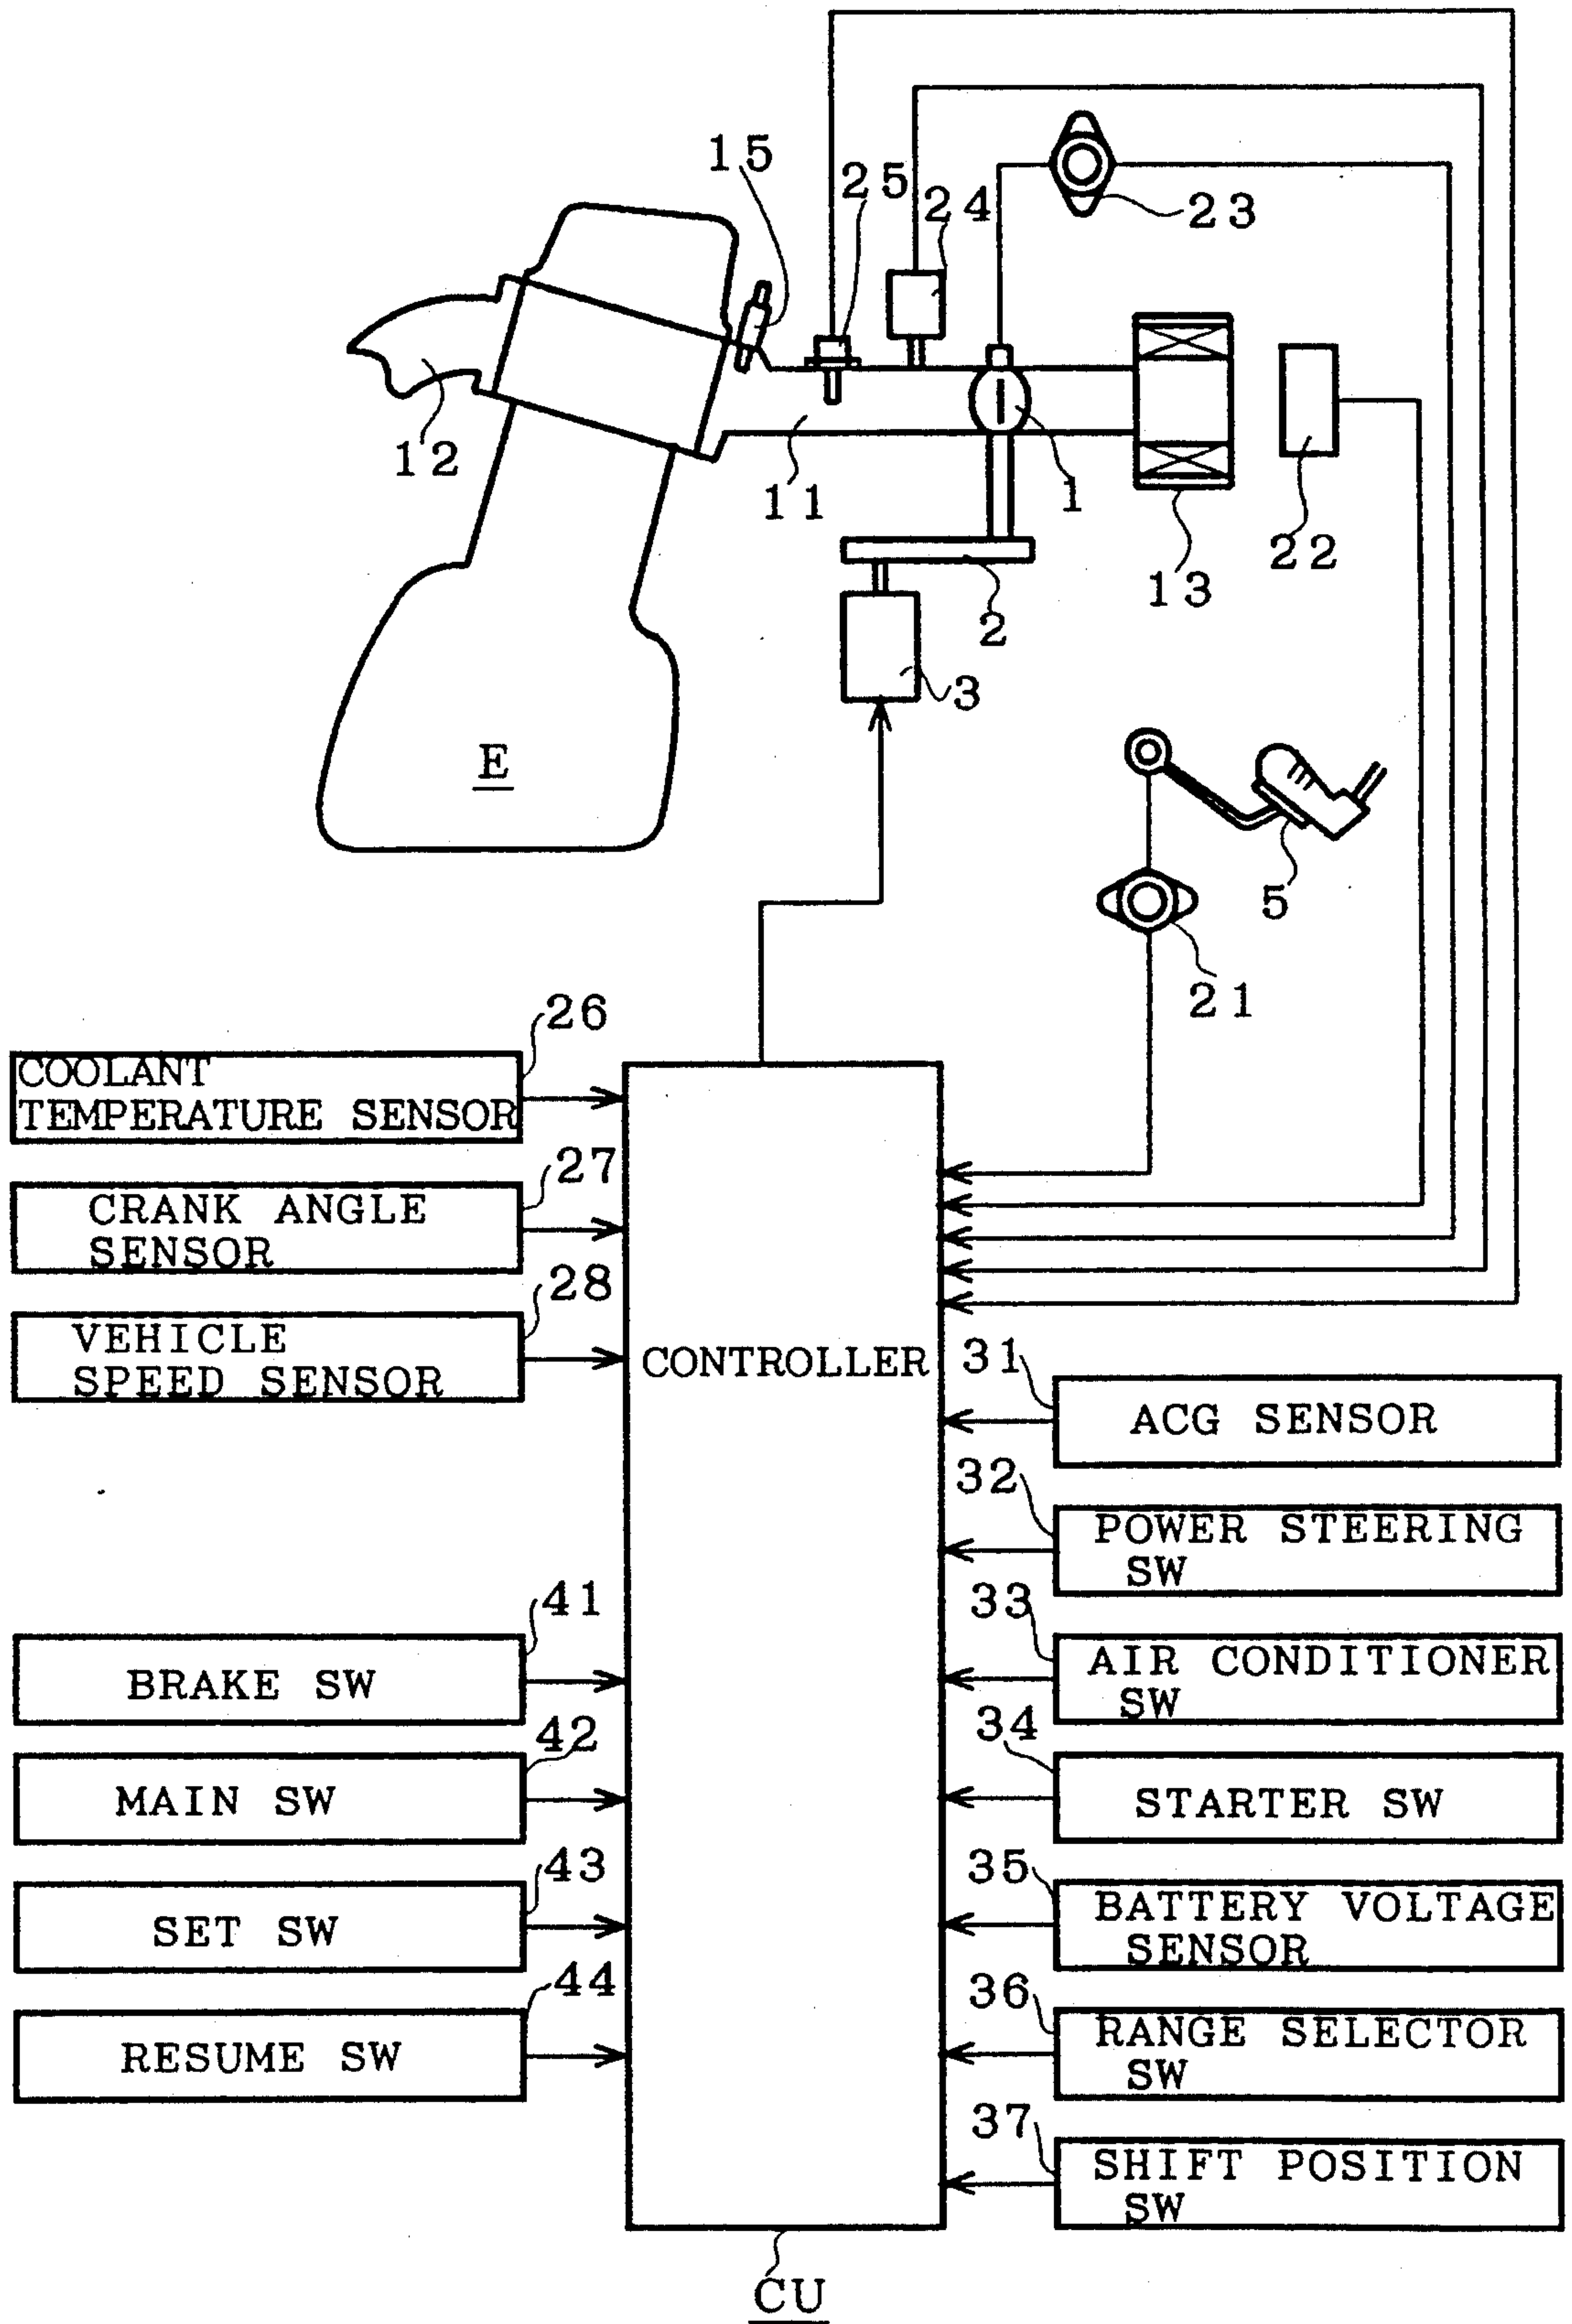 15
25
24
23
12
11
1
13
22
2
3
E
5
21
26
COOLANT
TEMPERATURE SENSOR
27
CRANK ANGLE
SENSOR
28
VEHICLE
SPEED SENSOR
CONTROLLER
31
ACG SENSOR
32
POWER STEERING
SW
41
BRAKE SW
33
AIR CONDITIONER
SW
42
MAIN SW
34
STARTER SW
43
SET SW
35
BATTERY VOLTAGE
SENSOR
44
RESUME SW
36
RANGE SELECTOR
SW
37
SHIFT POSITION
SW
CU